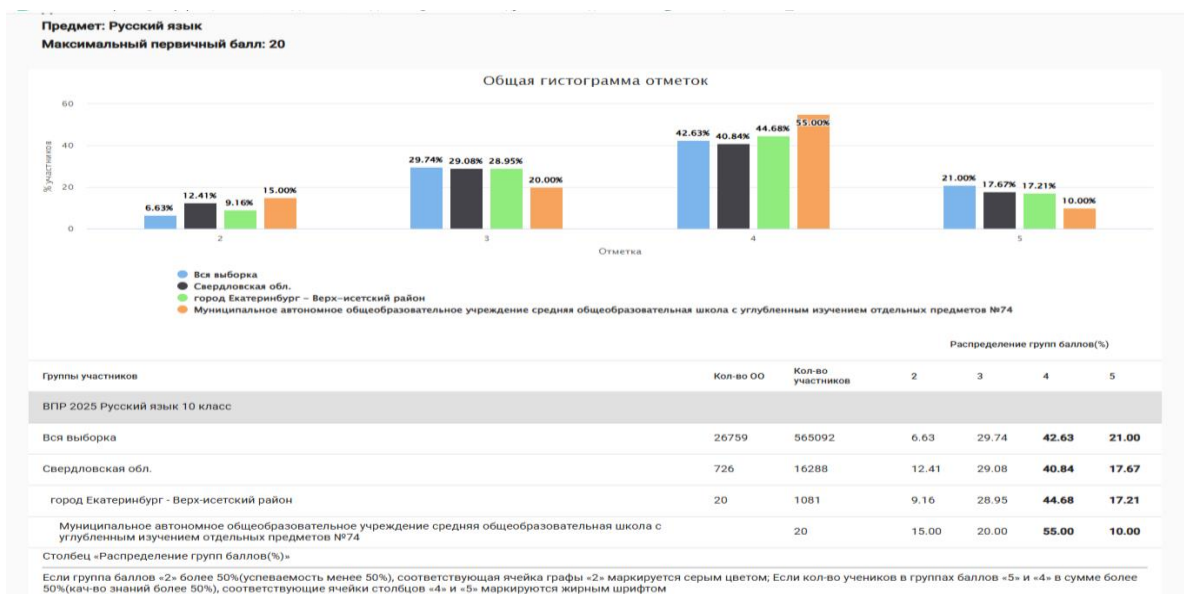 Предмет: Русский язык
Максимальный первичный балл: 20
Общая гистограмма отметок
60
40
20
0
% участников
6.63% 12.41% 9.16% 15.00%
29.74% 29.08% 28.95% 20.00%
42.63% 40.84% 44.68% 55.00%
21.00% 17.67% 17.21% 10.00%
2 3 4 5
Отметка
Вся выборка
Свердловская обл.
город Екатеринбург – Верх-исетский район
Муниципальное автономное общеобразовательное учреждение средняя общеобразовательная школа с углубленным изучением отдельных предметов №74
Распределение групп баллов(%)
Группы участников Кол-во ОО Кол-во участников 2 3 4 5
ВПР 2025 Русский язык 10 класс
Вся выборка 26759 565092 6.63 29.74 42.63 21.00
Свердловская обл. 726 16288 12.41 29.08 40.84 17.67
город Екатеринбург - Верх-исетский район 20 1081 9.16 28.95 44.68 17.21
Муниципальное автономное общеобразовательное учреждение средняя общеобразовательная школа с
углубленным изучением отдельных предметов №74 20 15.00 20.00 55.00 10.00
Столбец «Распределение групп баллов(%)»
Если группа баллов «2» более 50%(успеваемость менее 50%), соответствующая ячейка графы «2» маркируется серым цветом; Если кол-во учеников в группах баллов «5» и «4» в сумме более
50%(кач-во знаний более 50%), соответствующие ячейки столбцов «4» и «5» маркируются жирным шрифтом